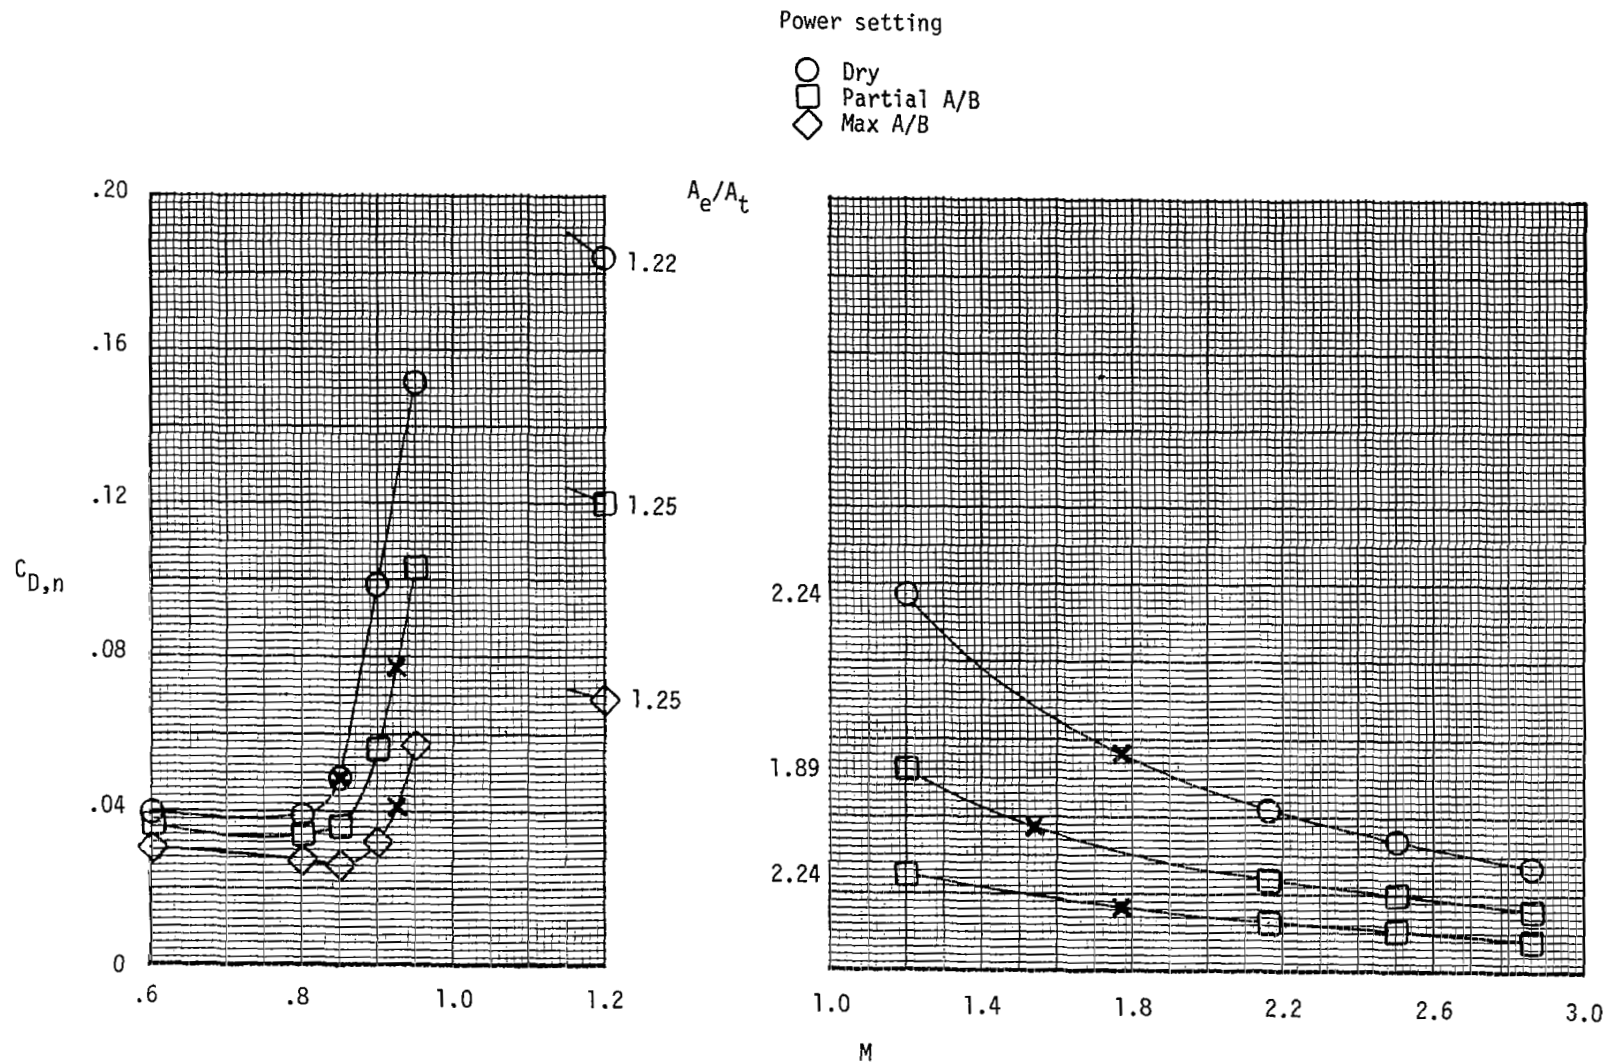 Power setting
Dry
Partial A/B
Max A/B
.20
A_e/A_t
1.22
.16
.12
1.25
C_D,n
2.24
.08
1.25
1.89
.04
2.24
0
.6 .8 1.0 1.2
1.0 1.4 1.8 2.2 2.6 3.0
M